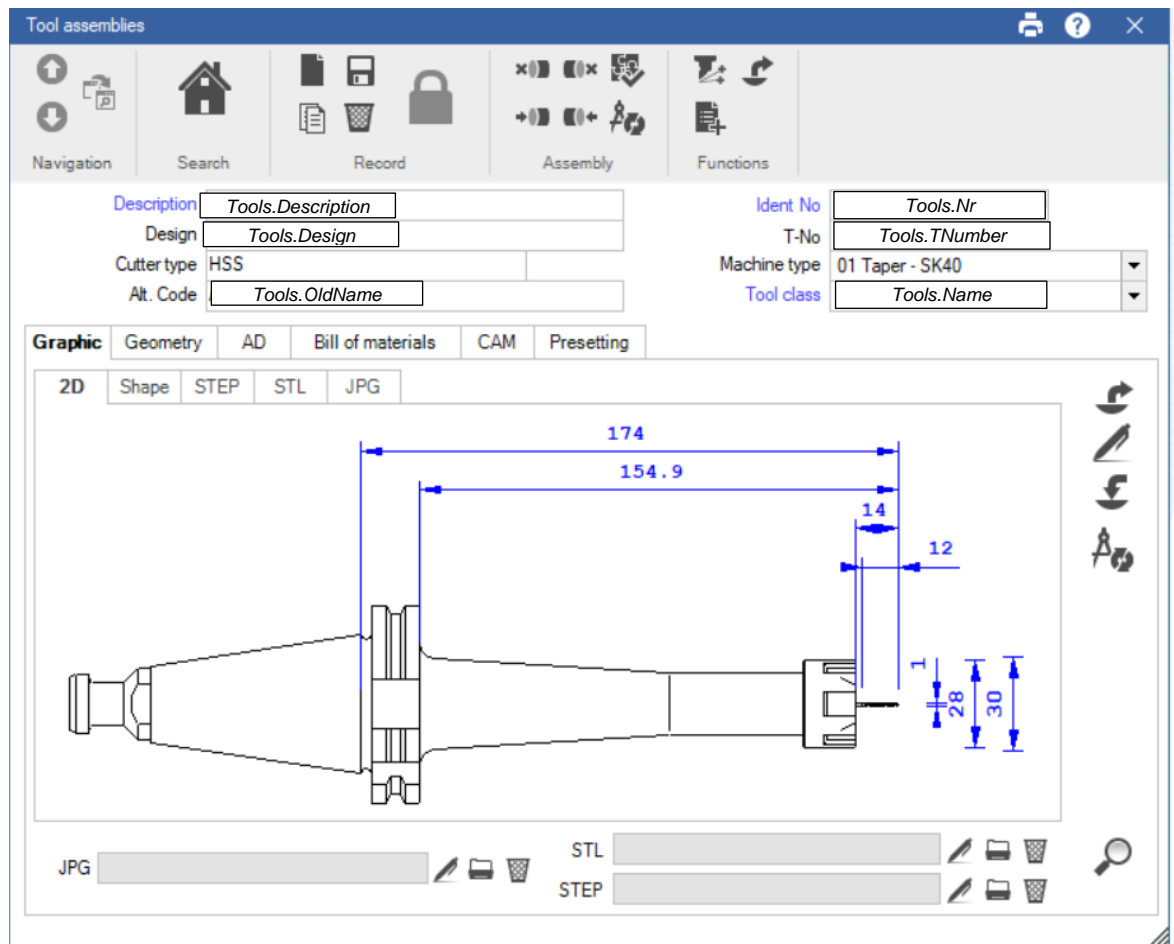 Tool assemblies
Navigation
Search
Record
Assembly
Functions
Description Tools.Description
Ident No Tools.Nr
Design Tools.Design
T-No Tools.TNumber
Cutter type HSS
Machine type 01 Taper - SK40
Alt. Code Tools.OldName
Tool class Tools.Name
Graphic Geometry AD Bill of materials CAM Presetting
2D Shape STEP STL JPG
174
154.9
14
12
1
28
30
JPG
STL
STEP